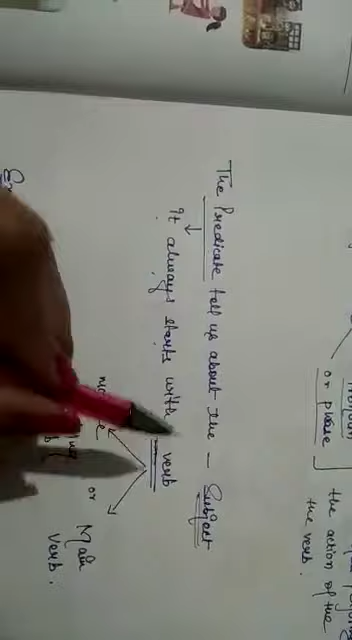 or phrase
the action of the
the verb.
The Predicate tell us about the - Subject
It always starts with verb
or
Main
verb.